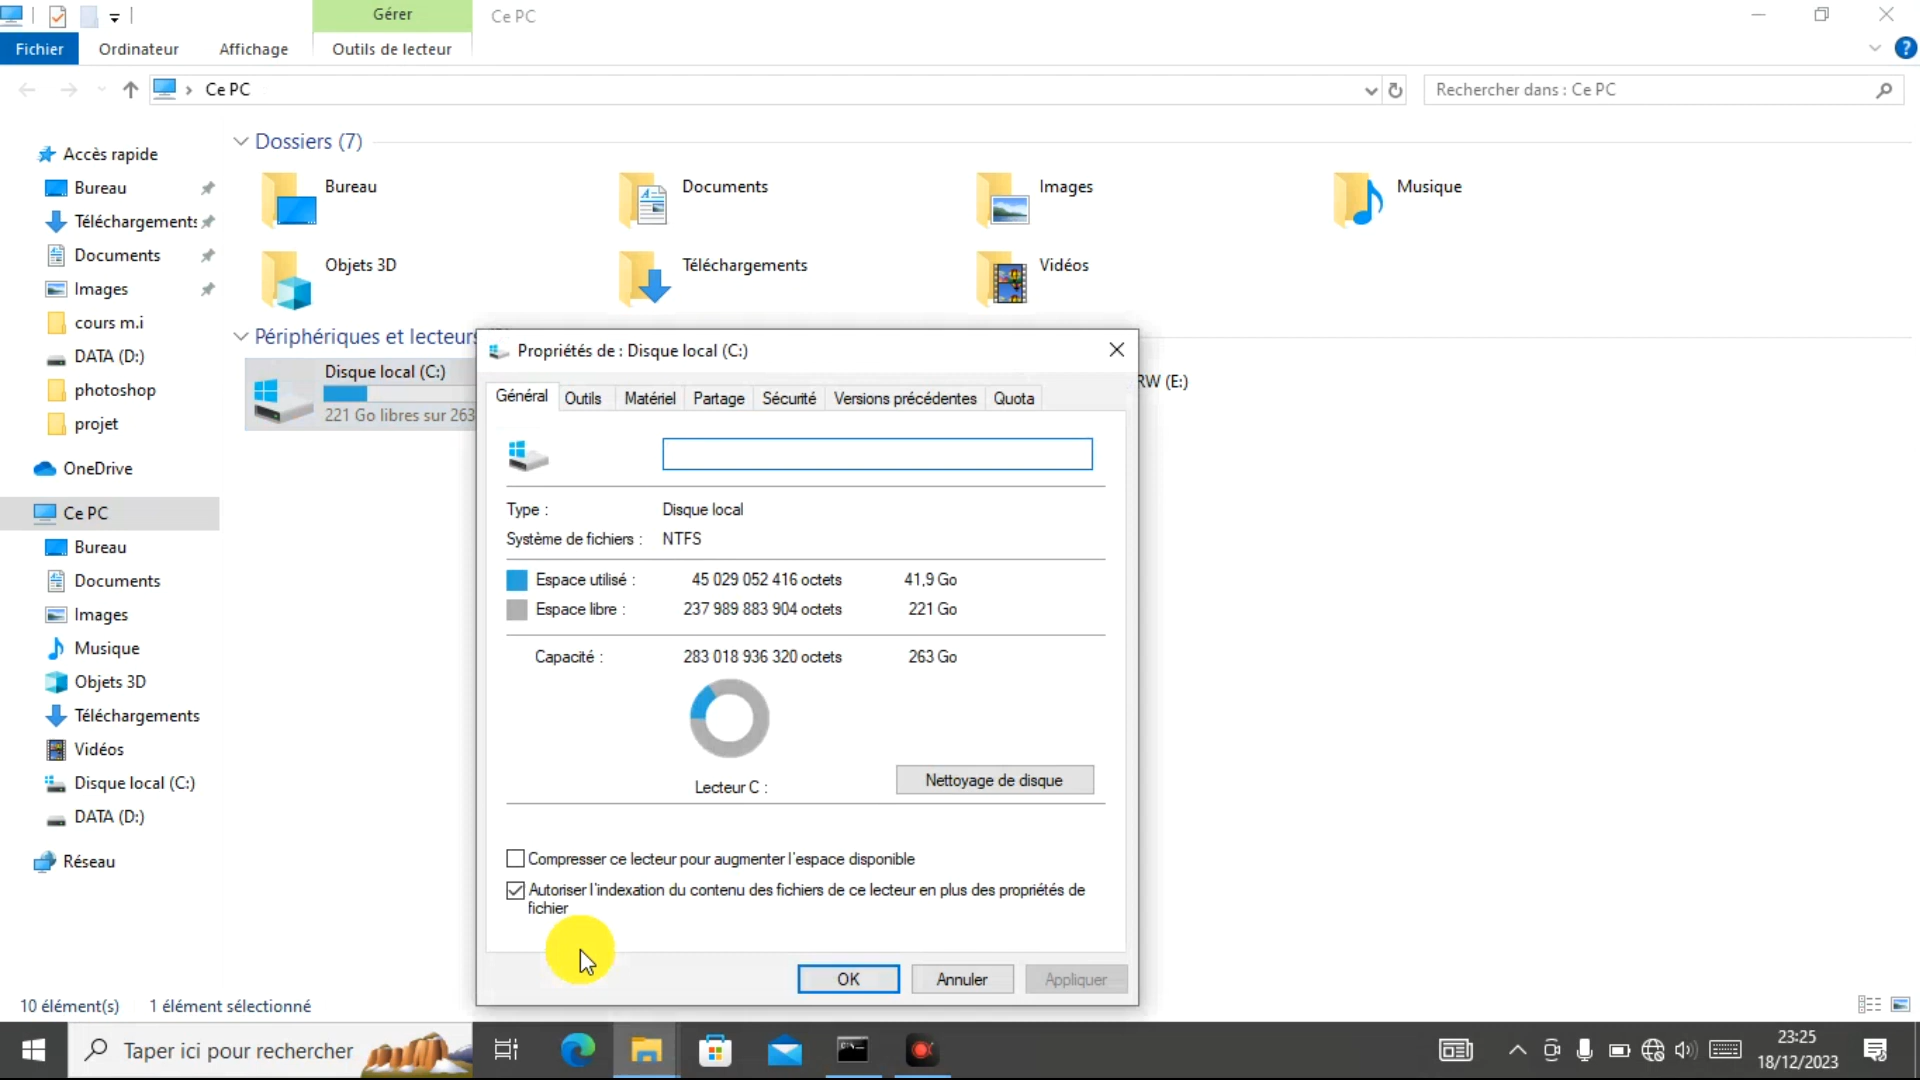 Gérer
Ce PC
Fichier
Ordinateur
Affichage
Outils de lecteur
Ce PC
Rechercher dans : Ce PC
Accès rapide
Bureau
Téléchargements
Documents
Images
cours m.i
DATA (D:)
photoshop
projet
OneDrive
Ce PC
Bureau
Documents
Images
Musique
Objets 3D
Téléchargements
Vidéos
Disque local (C:)
DATA (D:)
Réseau
Dossiers (7)
Bureau
Documents
Images
Musique
Objets 3D
Téléchargements
Vidéos
Périphériques et lecteurs
Disque local (C:)
221 Go libres sur 263
RW (E:)
Propriétés de : Disque local (C:)
Général
Outils
Matériel
Partage
Sécurité
Versions précédentes
Quota
Type : Disque local
Système de fichiers : NTFS
Espace utilisé : 45 029 052 416 octets 41,9 Go
Espace libre : 237 989 883 904 octets 221 Go
Capacité : 283 018 936 320 octets 263 Go
Lecteur C :
Nettoyage de disque
Compresser ce lecteur pour augmenter l'espace disponible
Autoriser l'indexation du contenu des fichiers de ce lecteur en plus des propriétés de
fichier
OK
Annuler
Appliquer
10 élément(s)
1 élément sélectionné
Taper ici pour rechercher
23:25
18/12/2023